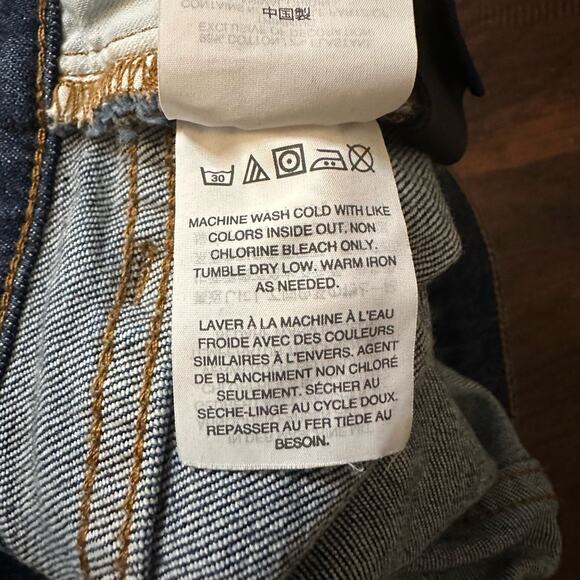 中国製
30
MACHINE WASH COLD WITH LIKE
COLORS INSIDE OUT. NON
CHLORINE BLEACH ONLY.
TUMBLE DRY LOW. WARM IRON
AS NEEDED.
LAVER À LA MACHINE À L'EAU
FROIDE AVEC DES COULEURS
SIMILAIRES À L'ENVERS. AGENT
DE BLANCHIMENT NON CHLORÉ
SEULEMENT. SÉCHER AU
SÈCHE-LINGE AU CYCLE DOUX.
REPASSER AU FER TIÈDE AU
BESOIN.